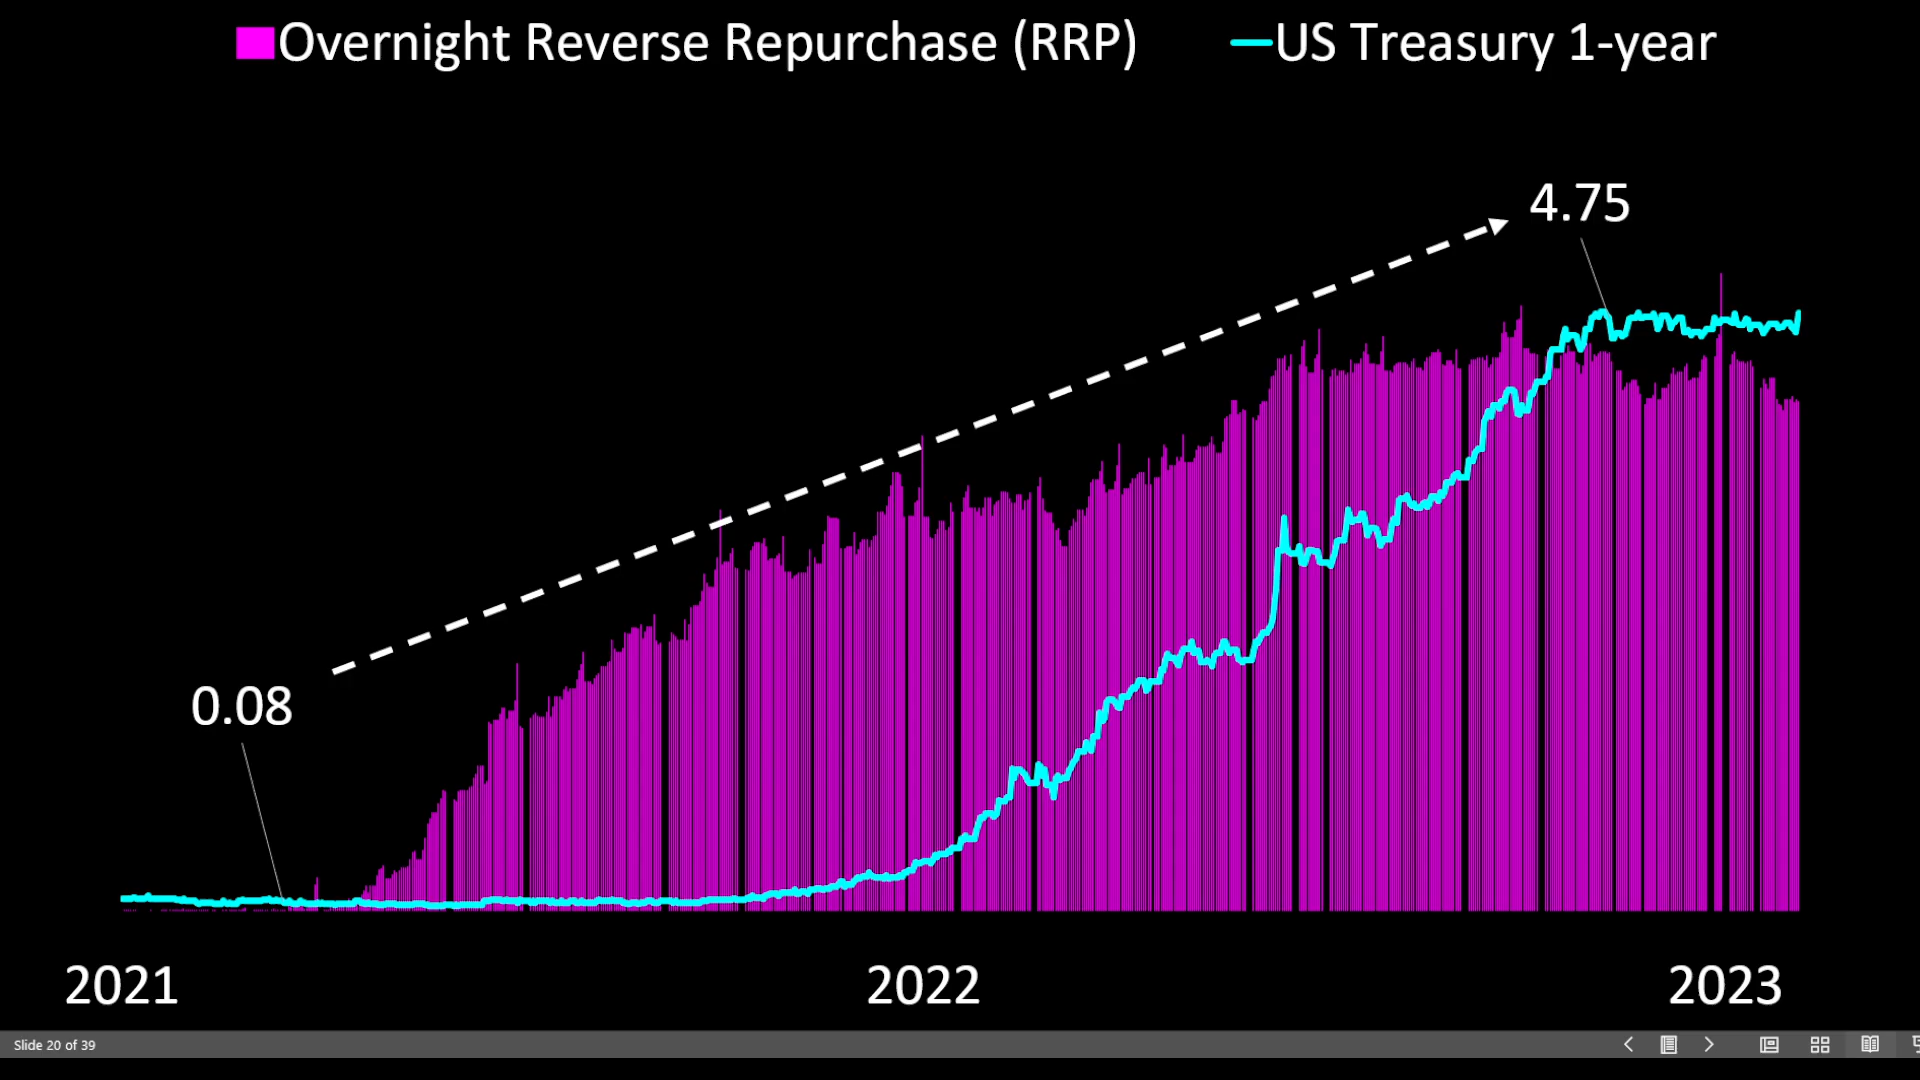 Overnight Reverse Repurchase (RRP) US Treasury 1-year
4.75
0.08
2021 2022 2023
Slide 20 of 39